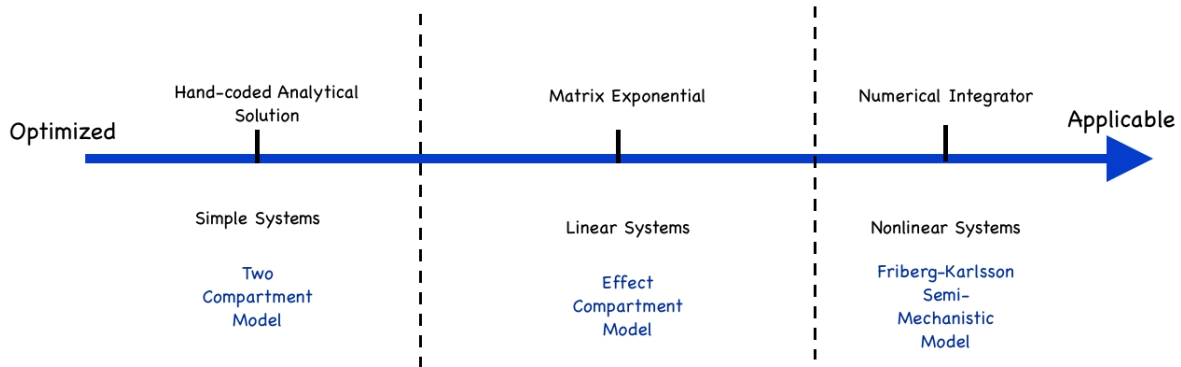 Optimized
Hand-coded Analytical
Solution
Matrix Exponential
Numerical Integrator
Applicable
Simple Systems
Linear Systems
Nonlinear Systems
Two
Compartment
Model
Effect
Compartment
Model
Friberg-Karlsson
Semi-
Mechanistic
Model